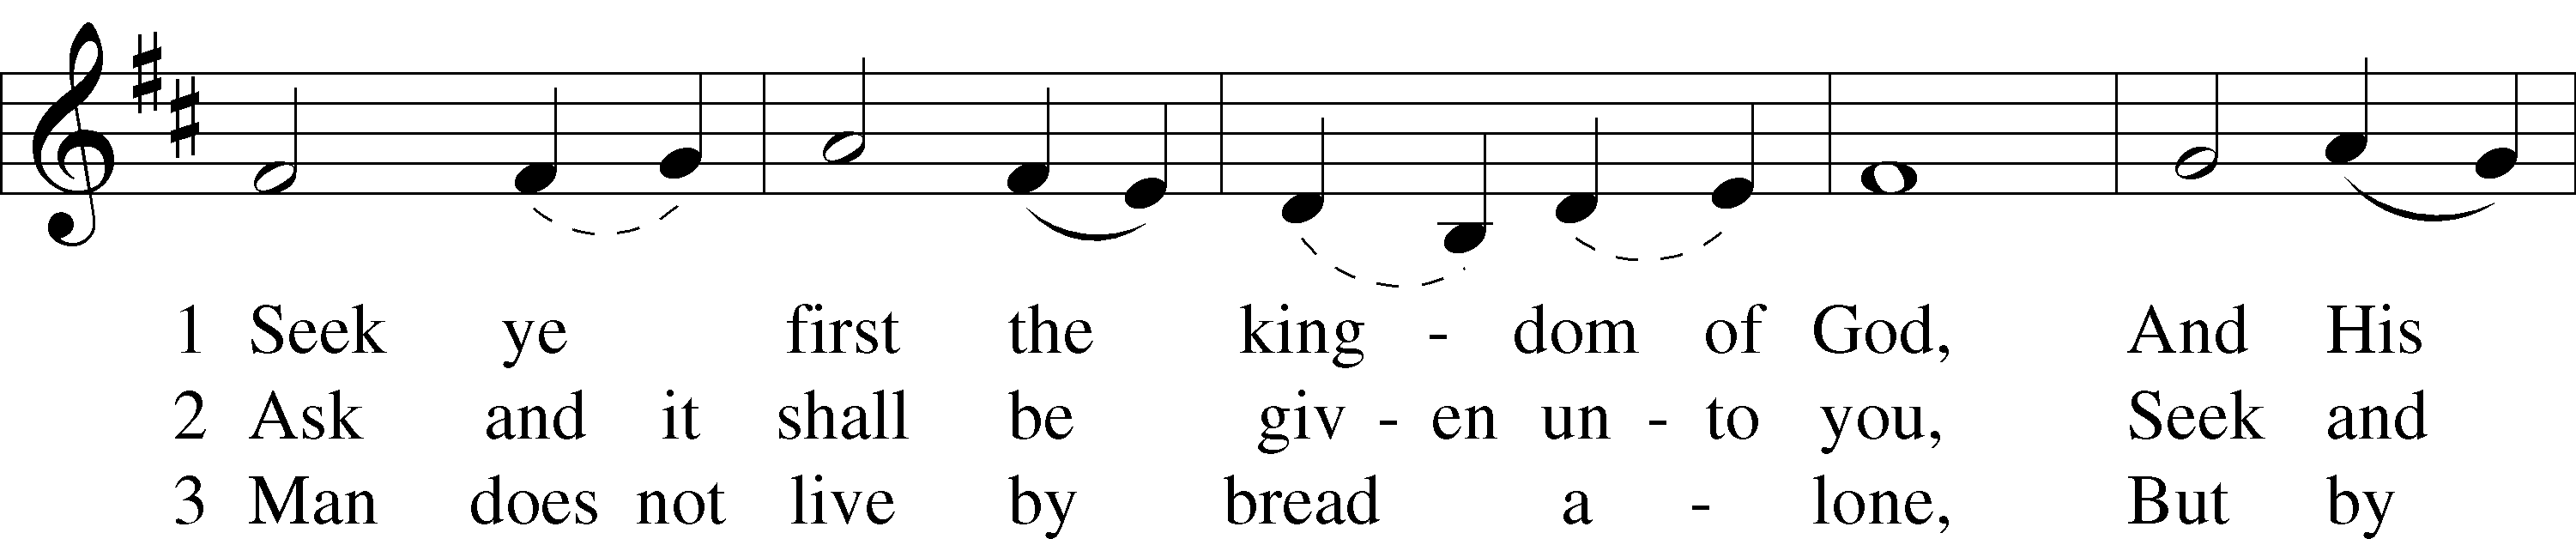 1 Seek ye first the king - dom of God, And His
2 Ask and it shall be giv - en un - to you, Seek and
3 Man does not live by bread a - lone, But by